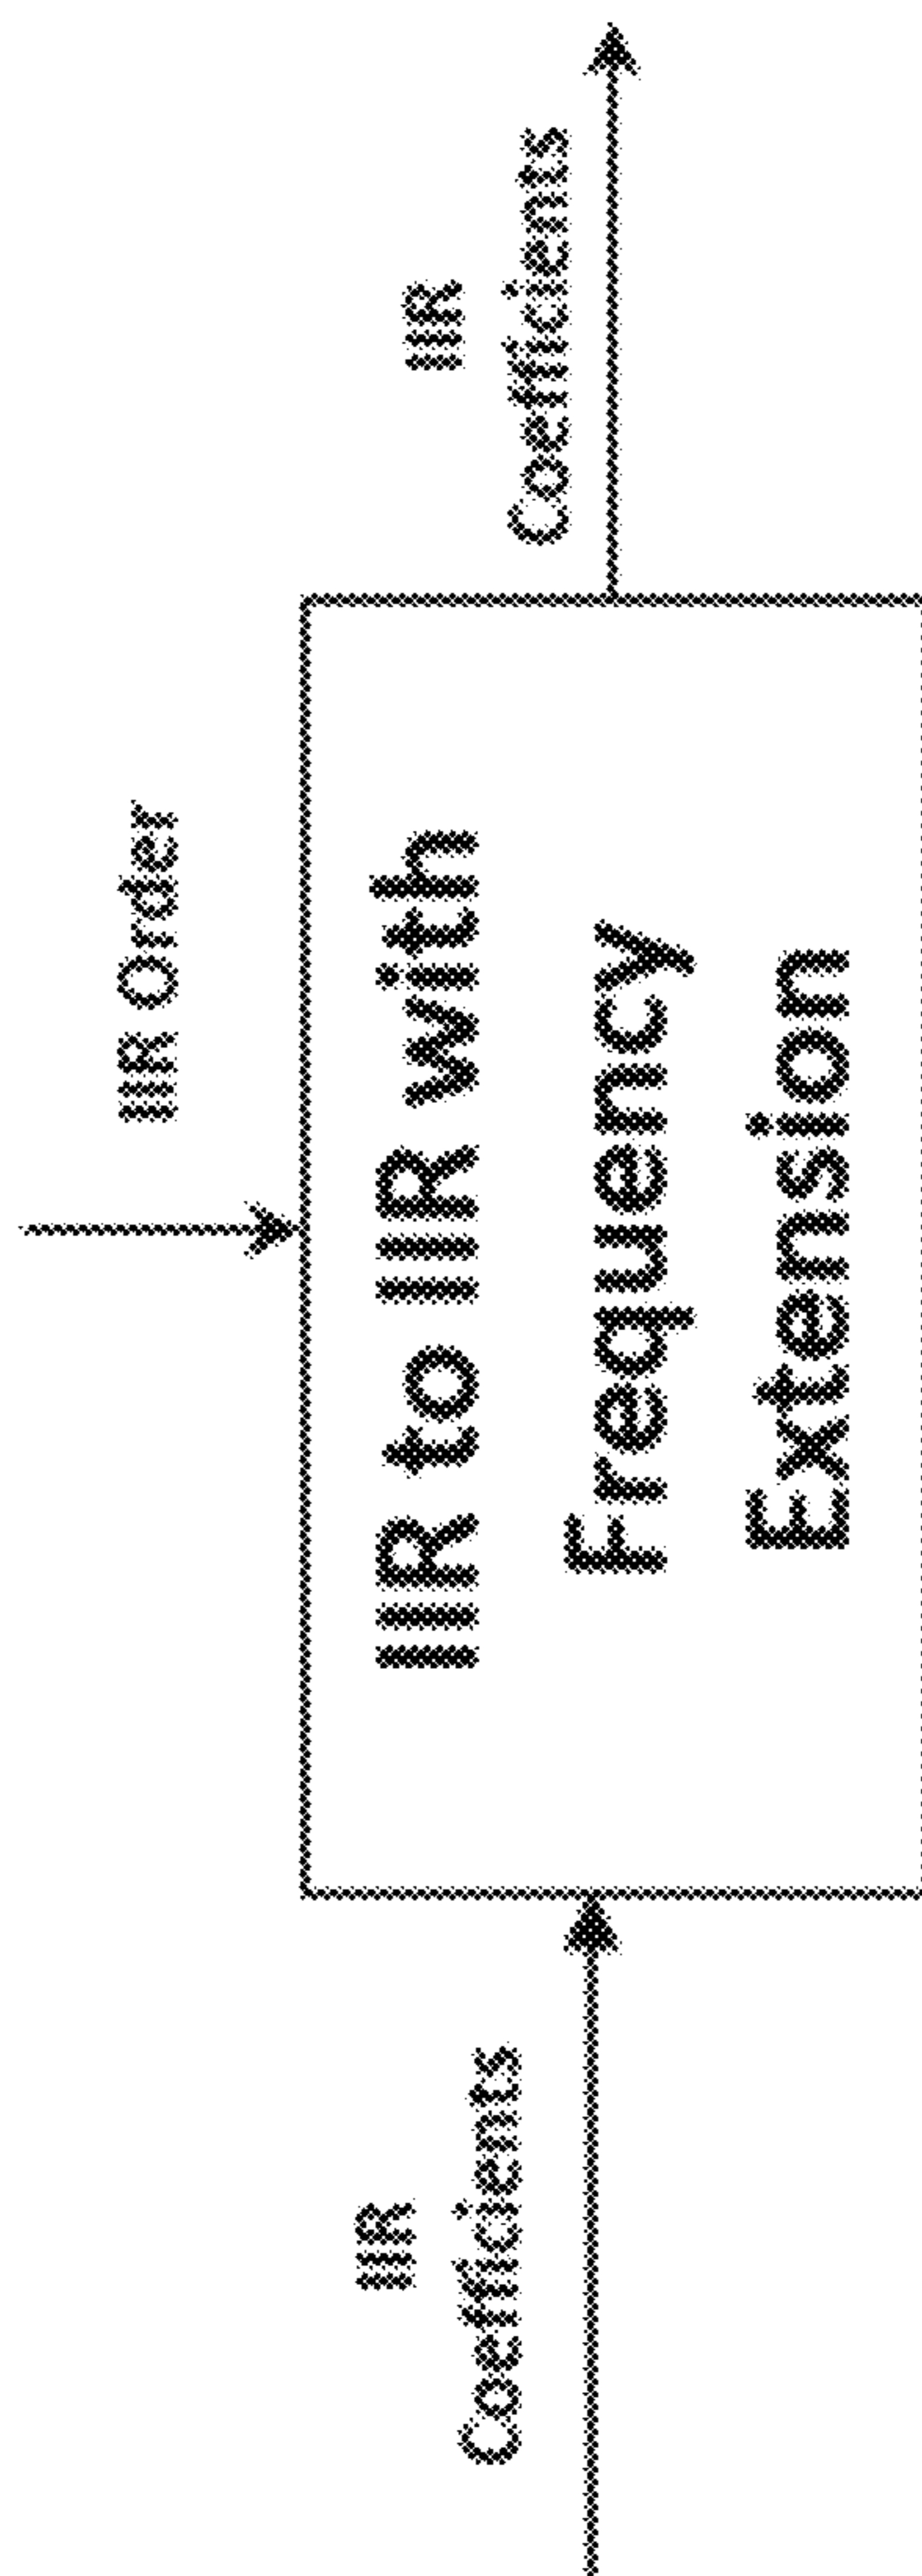 IIR Order
IIR
Coefficients
IIR to IIR with
Frequency
Extension
IIR
Coefficients